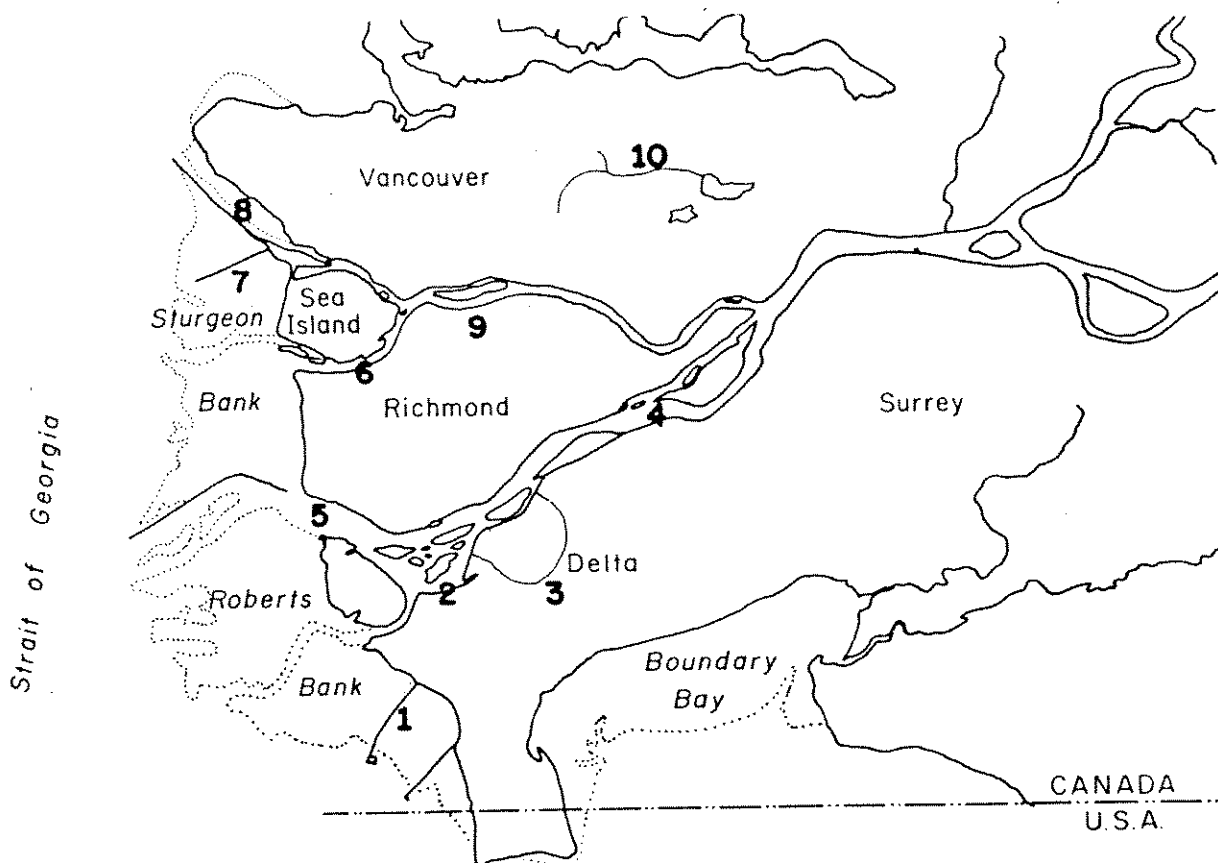 10
Vancouver
8
7
Sea
Island
Sturgeon
9
6
Bank
Richmond
4
Surrey
Strait of Georgia
5
Delta
2
3
Roberts
Boundary
Bay
Bank
1
CANADA
U.S.A.